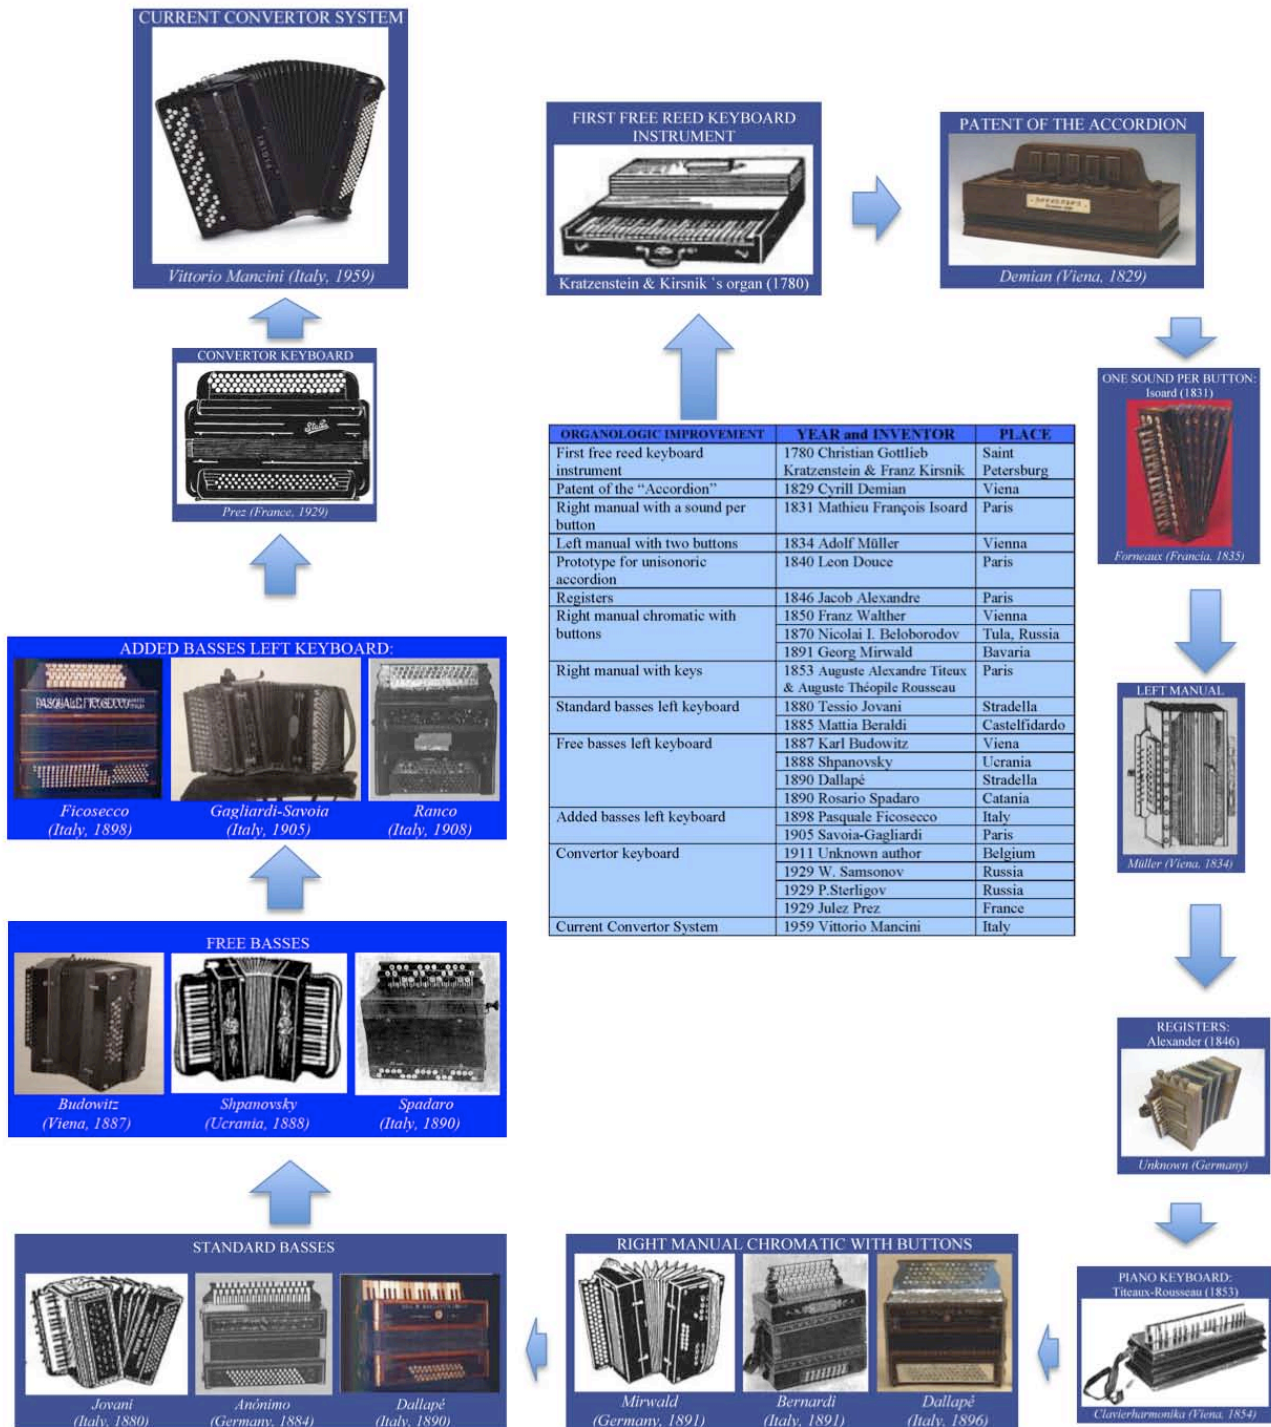 CURRENT CONVERTOR SYSTEM
Vittorio Mancini (Italy, 1959)
CONVERTOR KEYBOARD
Prez (France, 1929)
ADDED BASSES LEFT KEYBOARD:
PASQUALE FICOSECCO
Ficosecco
(Italy, 1898)
Gagliardi-Savoia
(Italy, 1905)
Ranco
(Italy, 1908)
FREE BASSES
Budowitz
(Viena, 1887)
Shpanovsky
(Ucrania, 1888)
Spadaro
(Italy, 1890)
STANDARD BASSES
Jovani
(Italy, 1880)
Anónimo
(Germany, 1884)
Dallapé
(Italy, 1890)
RIGHT MANUAL CHROMATIC WITH BUTTONS
Mirwald
(Germany, 1891)
Bernardi
(Italy, 1891)
Dallapé
(Italy, 1896)
PIANO KEYBOARD:
Titeaux-Rousseau (1853)
Clavierharmonika (Viena, 1854)
REGISTERS:
Alexander (1846)
Unknown (Germany)
LEFT MANUAL
Müller (Viena, 1834)
ONE SOUND PER BUTTON:
Isoard (1831)
Forneaux (Francia, 1835)
PATENT OF THE ACCORDION
Demian (Viena, 1829)
FIRST FREE REED KEYBOARD
INSTRUMENT
Kratzenstein & Kirsnik `s organ (1780)
ORGANOLOGIC IMPROVEMENT YEAR and INVENTOR PLACE
First free reed keyboard 1780 Christian Gottlieb Saint
instrument Kratzenstein & Franz Kirsnik Petersburg
Patent of the “Accordion” 1829 Cyrill Demian Viena
Right manual with a sound per 1831 Mathieu François Isoard Paris
button
Left manual with two buttons 1834 Adolf Müller Vienna
Prototype for unisonoric 1840 Leon Douce Paris
accordion
Registers 1846 Jacob Alexandre Paris
Right manual chromatic with 1850 Franz Walther Vienna
buttons 1870 Nicolai I. Beloborodov Tula, Russia
1891 Georg Mirwald Bavaria
Right manual with keys 1853 Auguste Alexandre Titeux Paris
& Auguste Théopile Rousseau
Standard basses left keyboard 1880 Tessio Jovani Stradella
1885 Mattia Beraldi Castelfidardo
Free basses left keyboard 1887 Karl Budowitz Viena
1888 Shpanovsky Ucrania
1890 Dallapé Stradella
1890 Rosario Spadaro Catania
Added basses left keyboard 1898 Pasquale Ficosecco Italy
1905 Savoia-Gagliardi Paris
Convertor keyboard 1911 Unknown author Belgium
1929 W. Samsonov Russia
1929 P.Sterligov Russia
1929 Julez Prez France
Current Convertor System 1959 Vittorio Mancini Italy